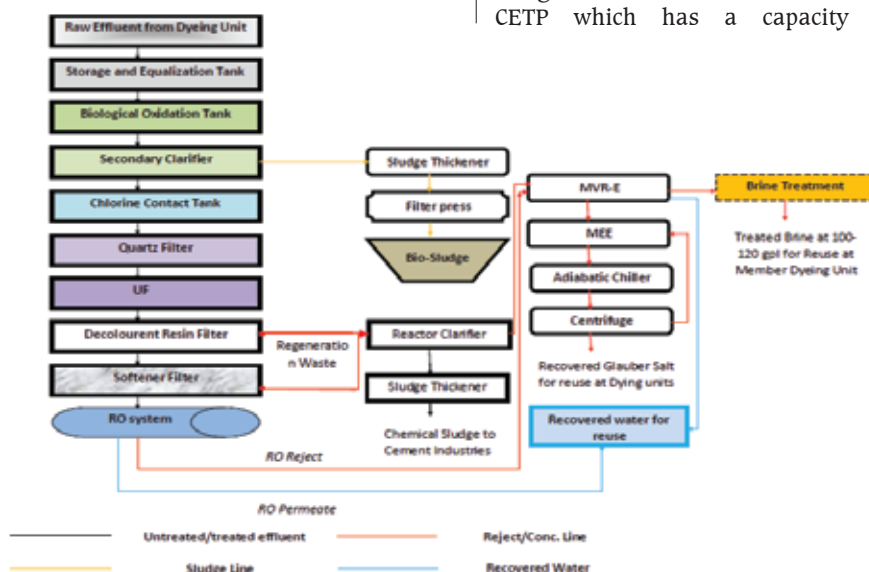 CETP which has a capacity
Raw Effluent from Dyeing Unit
Storage and Equalization Tank
Biological Oxidation Tank
Secondary Clarifier
Chlorine Contact Tank
Quartz Filter
UF
Decolourent Resin Filter
Softener Filter
RO system
Sludge Thickener
Filter press
Bio-Sludge
Regeneratio
n Waste
Reactor Clarifier
Sludge Thickener
Chemical Sludge to
Cement Industries
MVR-E
MEE
Adiabatic Chiller
Centrifuge
Recovered Glauber Salt
for reuse at Dying units
Recovered water for
reuse
Brine Treatment
Treated Brine at 100-
120 gpl for Reuse at
Member Dyeing Unit
RO Reject
RO Permeate
Untreated/treated effluent
Reject/Conc. Line
Sludge Line
Recovered Water